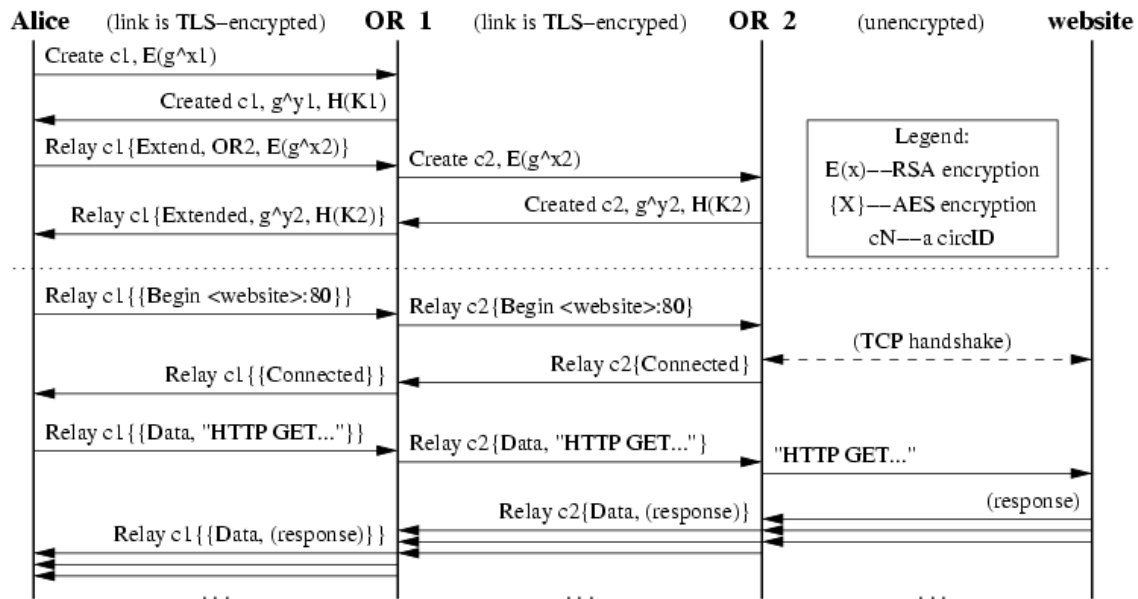 Alice (link is TLS–encrypted) OR 1 (link is TLS–encrypted) OR 2 (unencrypted) website
Create c1, E(g^x1)
Created c1, g^y1, H(K1)
Relay c1{Extend, OR2, E(g^x2)}
Create c2, E(g^x2)
Created c2, g^y2, H(K2)
Relay c1{Extended, g^y2, H(K2)}
Legend:
E(x)––RSA encryption
{X}––AES encryption
cN––a circID
Relay c1{{Begin <website>:80}}
Relay c2{Begin <website>:80}
(TCP handshake)
Relay c2{Connected}
Relay c1{{Connected}}
Relay c1{{Data, "HTTP GET..."}}
Relay c2{Data, "HTTP GET..."}
"HTTP GET..."
(response)
Relay c2{Data, (response)}
Relay c1{{Data, (response)}}
... ... ...